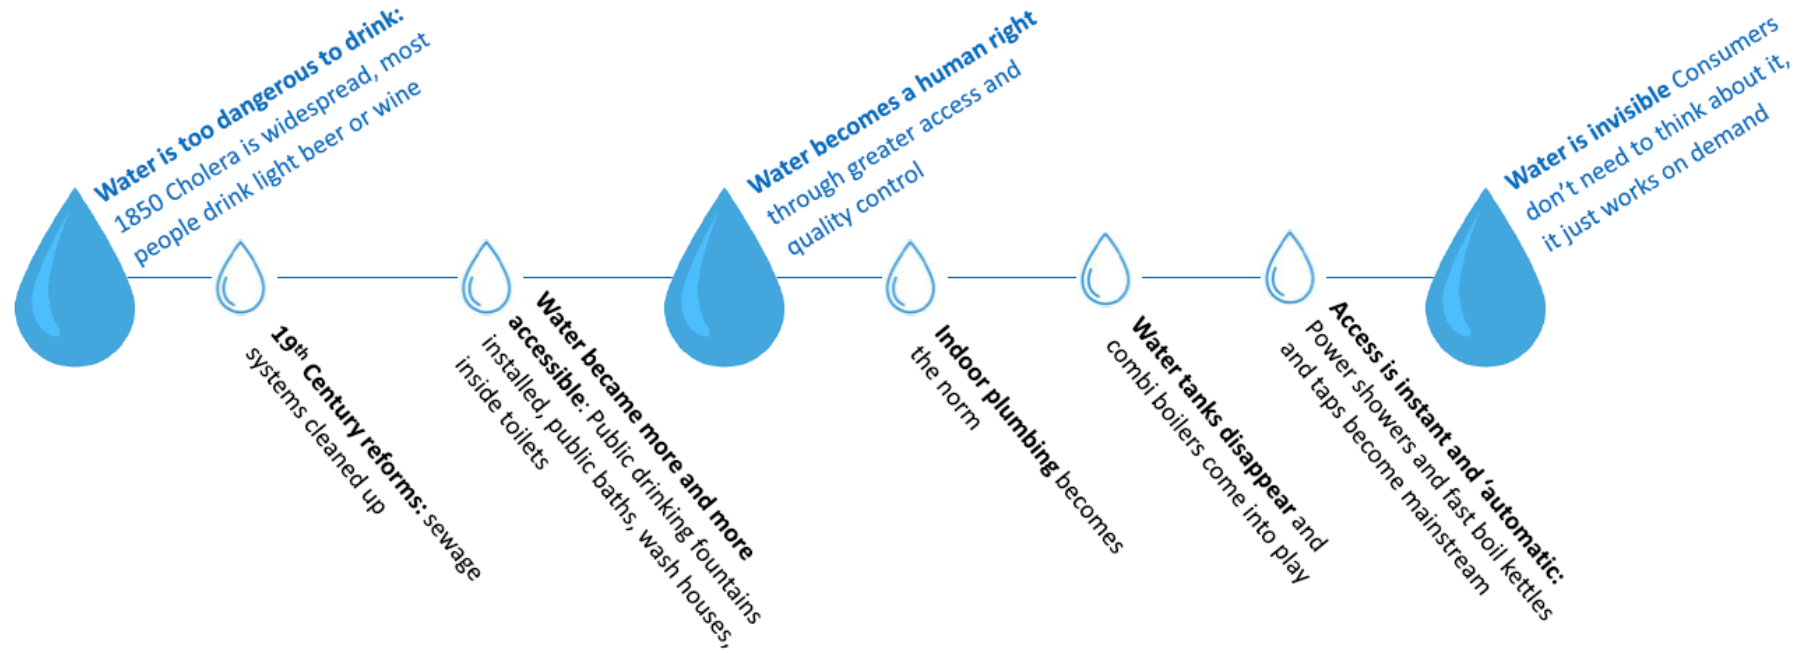 Water is too dangerous to drink:
1850 Cholera is widespread, most
people drink light beer or wine
19th Century reforms: sewage
systems cleaned up
Water became more and more
accessible: Public drinking fountains
installed, public baths, wash houses,
inside toilets
Water becomes a human right
through greater access and
quality control
Indoor plumbing becomes
the norm
Water tanks disappear and
combi boilers come into play
Access is instant and ‘automatic:
Power showers and fast boil kettles
and taps become mainstream
Water is invisible Consumers
don’t need to think about it,
it just works on demand